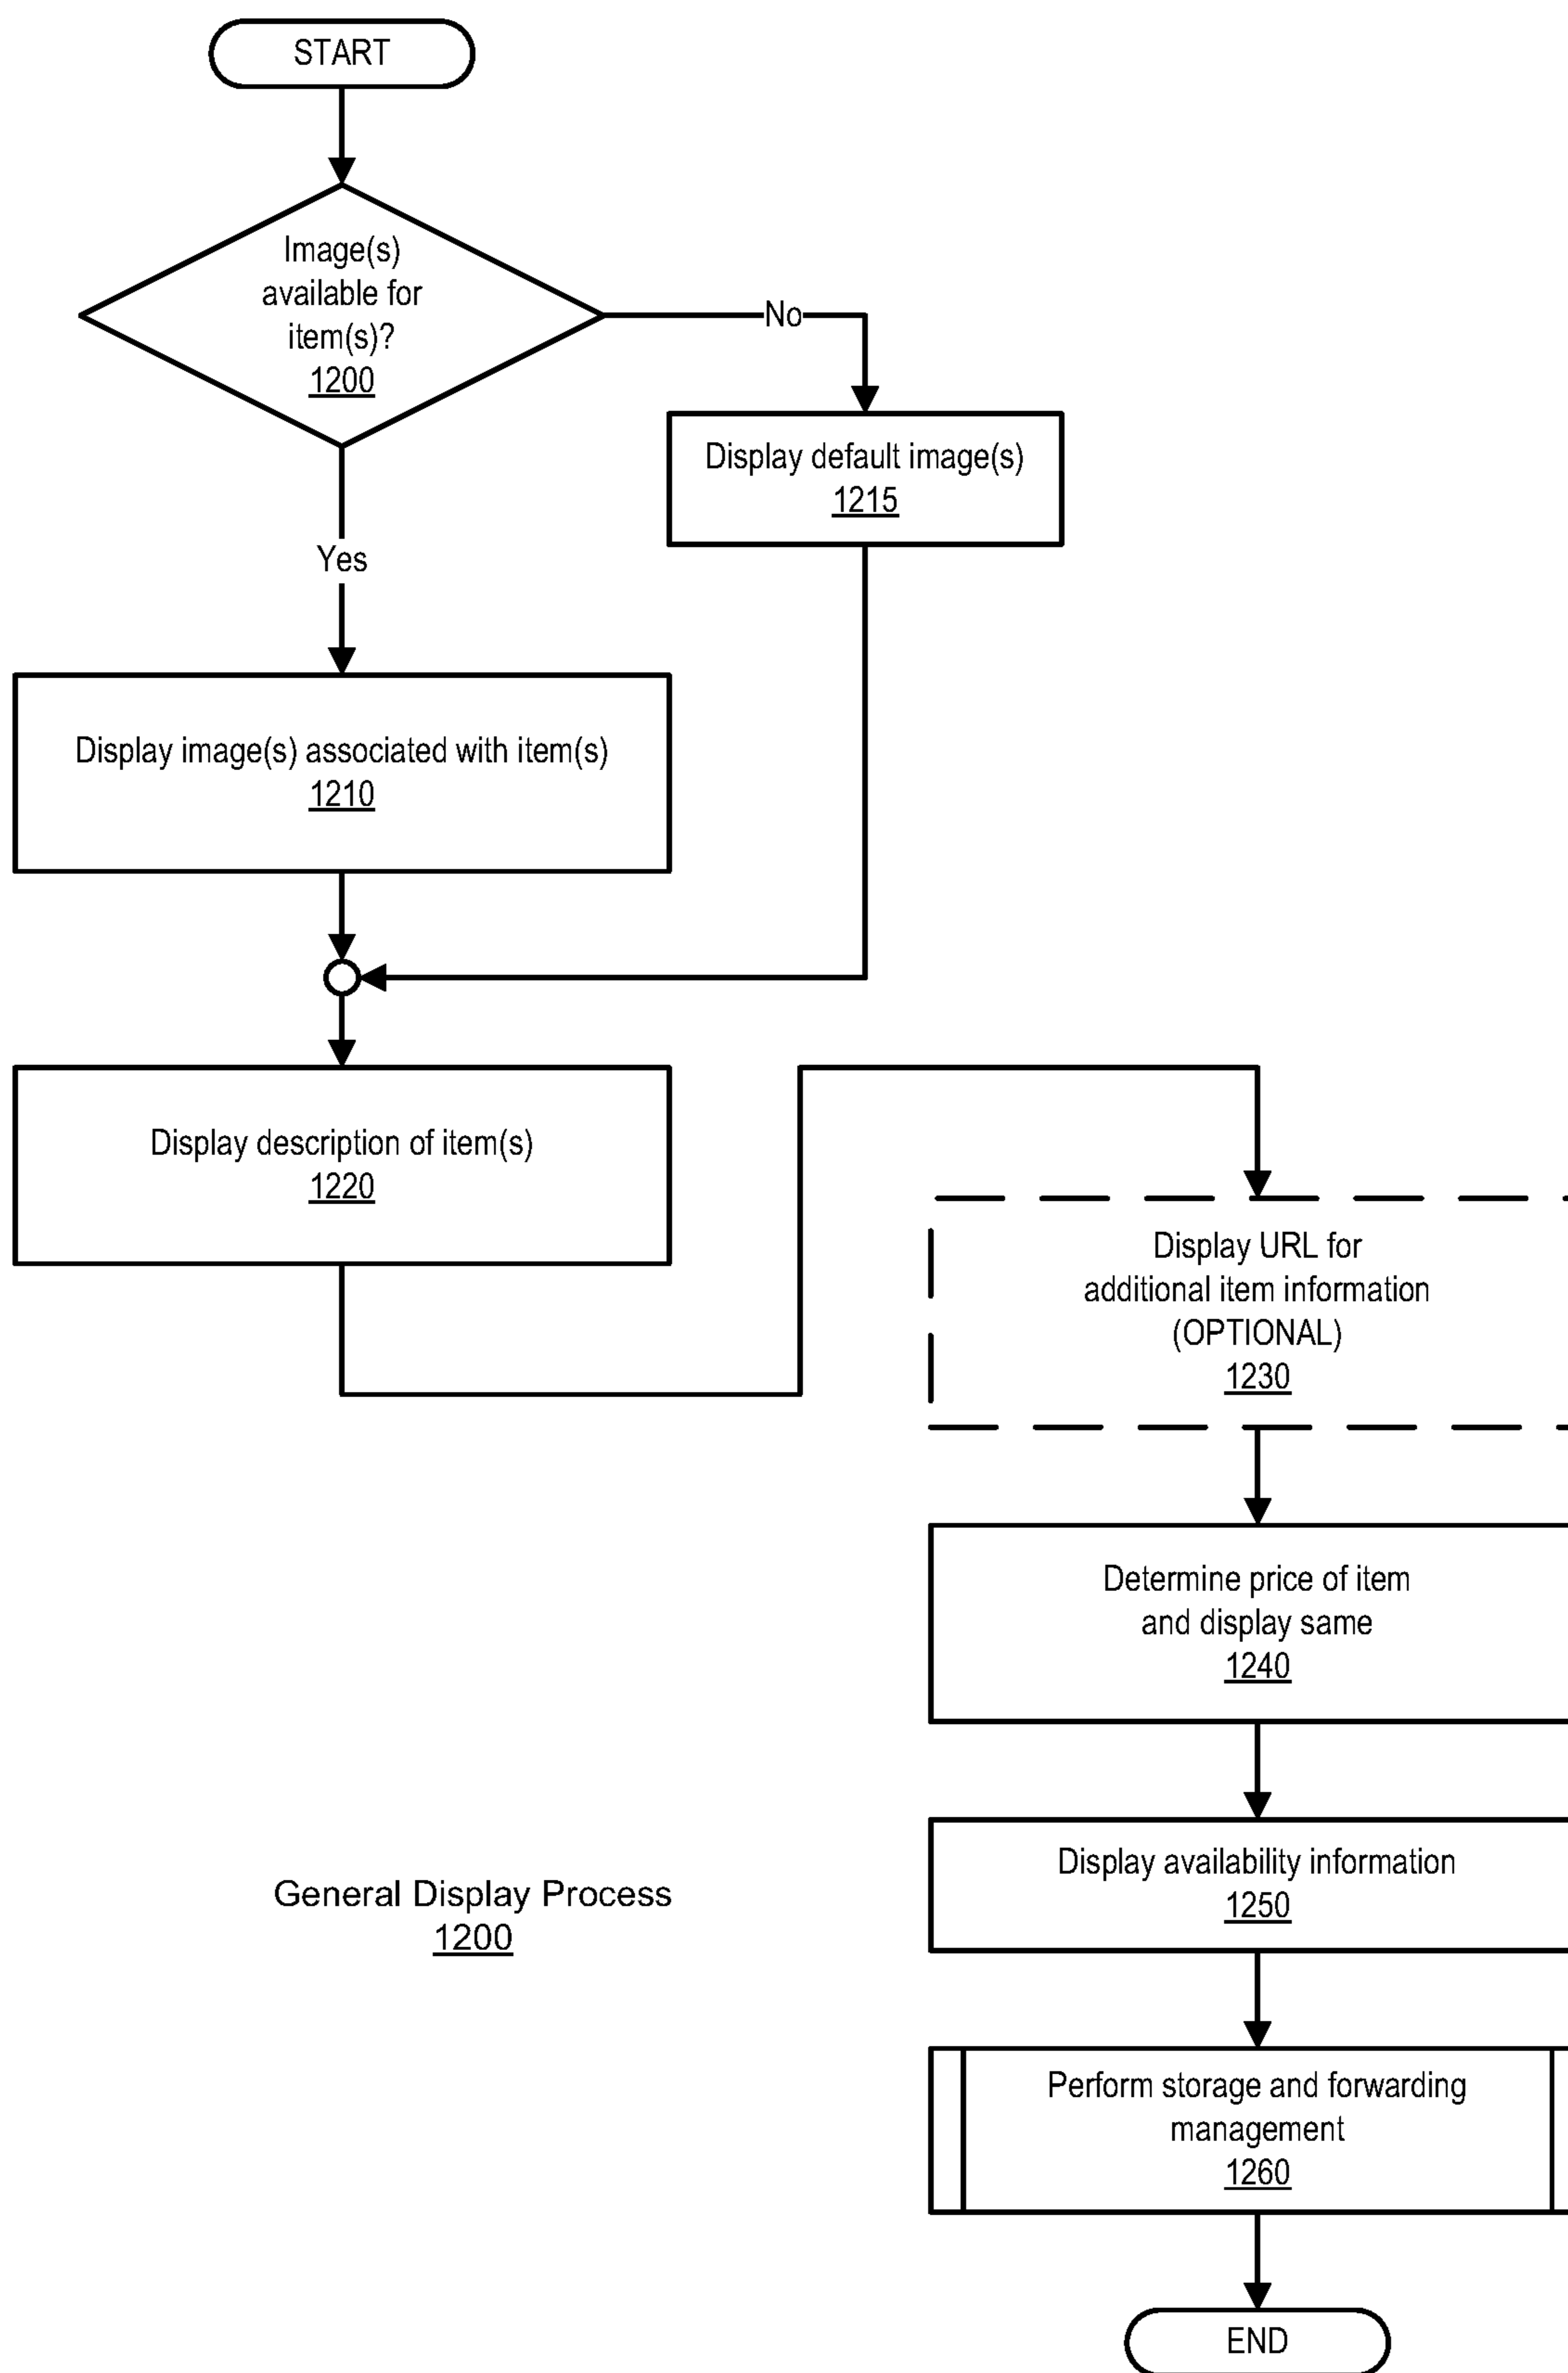 START
Image(s)
available for
item(s)?
1200
No
Display default image(s)
1215
Yes
Display image(s) associated with item(s)
1210
Display description of item(s)
1220
Display URL for
additional item information
(OPTIONAL)
1230
Determine price of item
and display same
1240
Display availability information
1250
General Display Process
1200
Perform storage and forwarding
management
1260
END